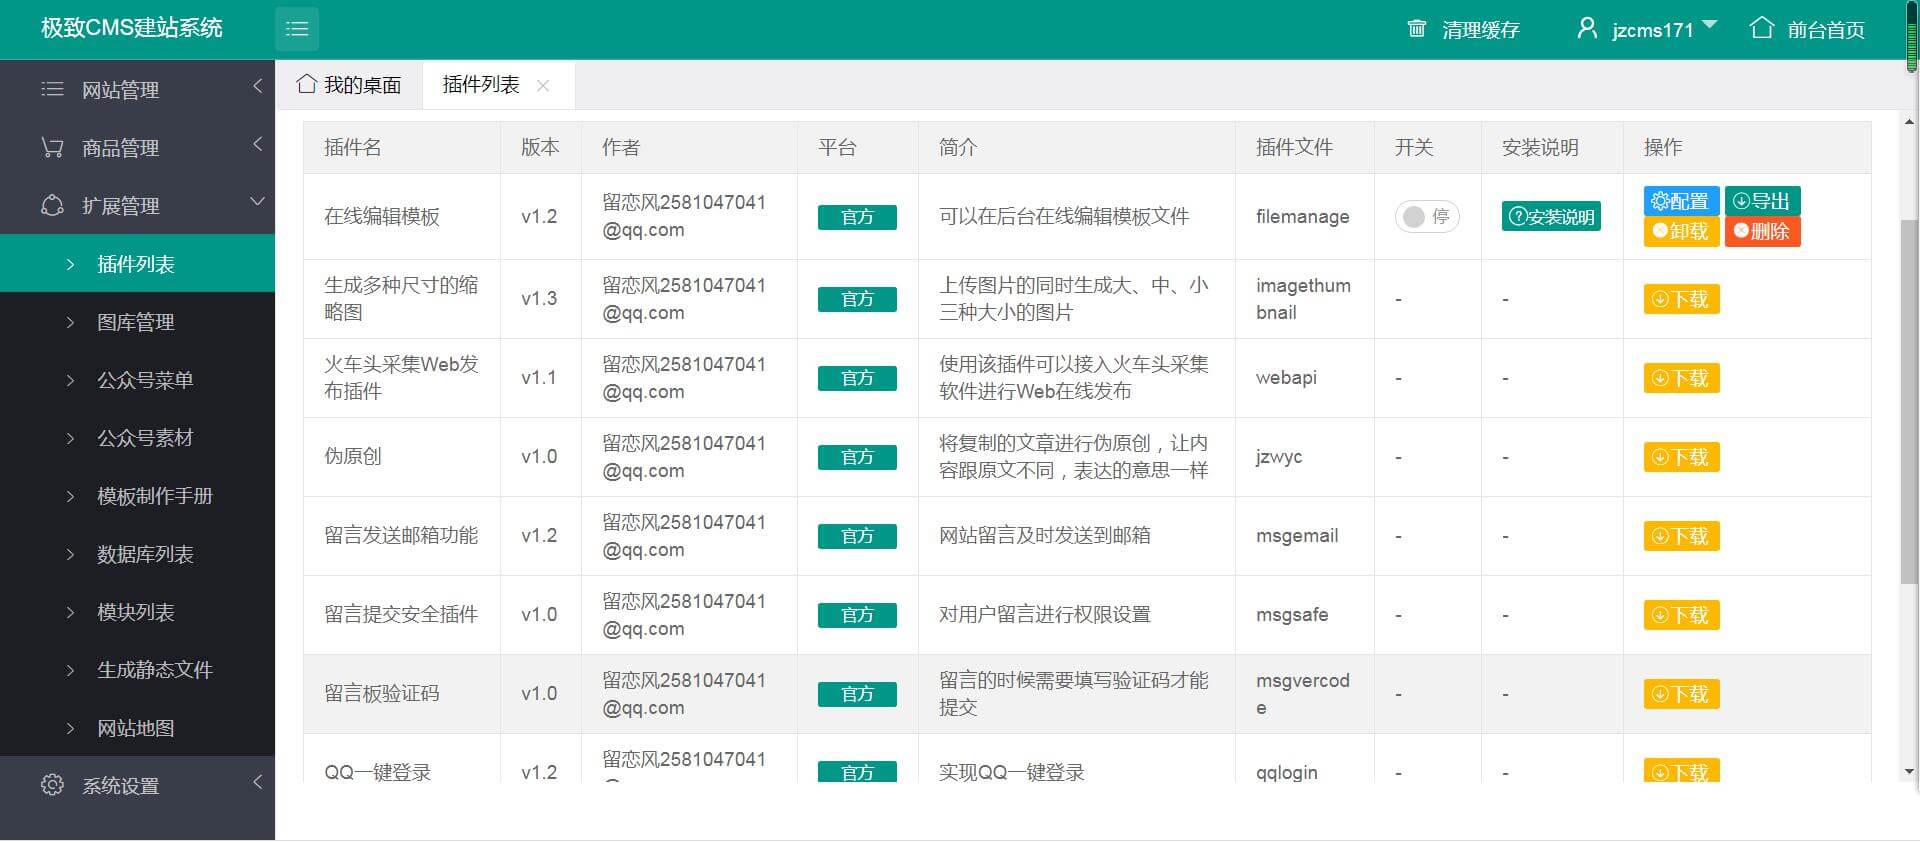 极致CMS建站系统
清理缓存
jzcms171
前台首页
网站管理
商品管理
扩展管理
插件列表
图库管理
公众号菜单
公众号素材
模板制作手册
数据库列表
模块列表
生成静态文件
网站地图
系统设置
我的桌面
插件列表
插件名 版本 作者 平台 简介 插件文件 开关 安装说明 操作
在线编辑模板 v1.2 留恋风2581047041
@qq.com 官方 可以在后台在线编辑模板文件 filemanage 停 安装说明 配置 导出
卸载 删除
生成多种尺寸的缩
略图 v1.3 留恋风2581047041
@qq.com 官方 上传图片的同时生成大、中、小
三种大小的图片 imagethum
bnail - - 下载
火车头采集Web发
布插件 v1.1 留恋风2581047041
@qq.com 官方 使用该插件可以接入火车头采集
软件进行Web在线发布 webapi - - 下载
伪原创 v1.0 留恋风2581047041
@qq.com 官方 将复制的文章进行伪原创，让内
容跟原文不同，表达的意思一样 jzwyc - - 下载
留言发送邮箱功能 v1.2 留恋风2581047041
@qq.com 官方 网站留言及时发送到邮箱 msgemail - - 下载
留言提交安全插件 v1.0 留恋风2581047041
@qq.com 官方 对用户留言进行权限设置 msgsafe - - 下载
留言板验证码 v1.0 留恋风2581047041
@qq.com 官方 留言的时候需要填写验证码才能
提交 msgvercod
e - - 下载
QQ一键登录 v1.2 留恋风2581047041
官方 实现QQ一键登录 qqlogin - - 下载